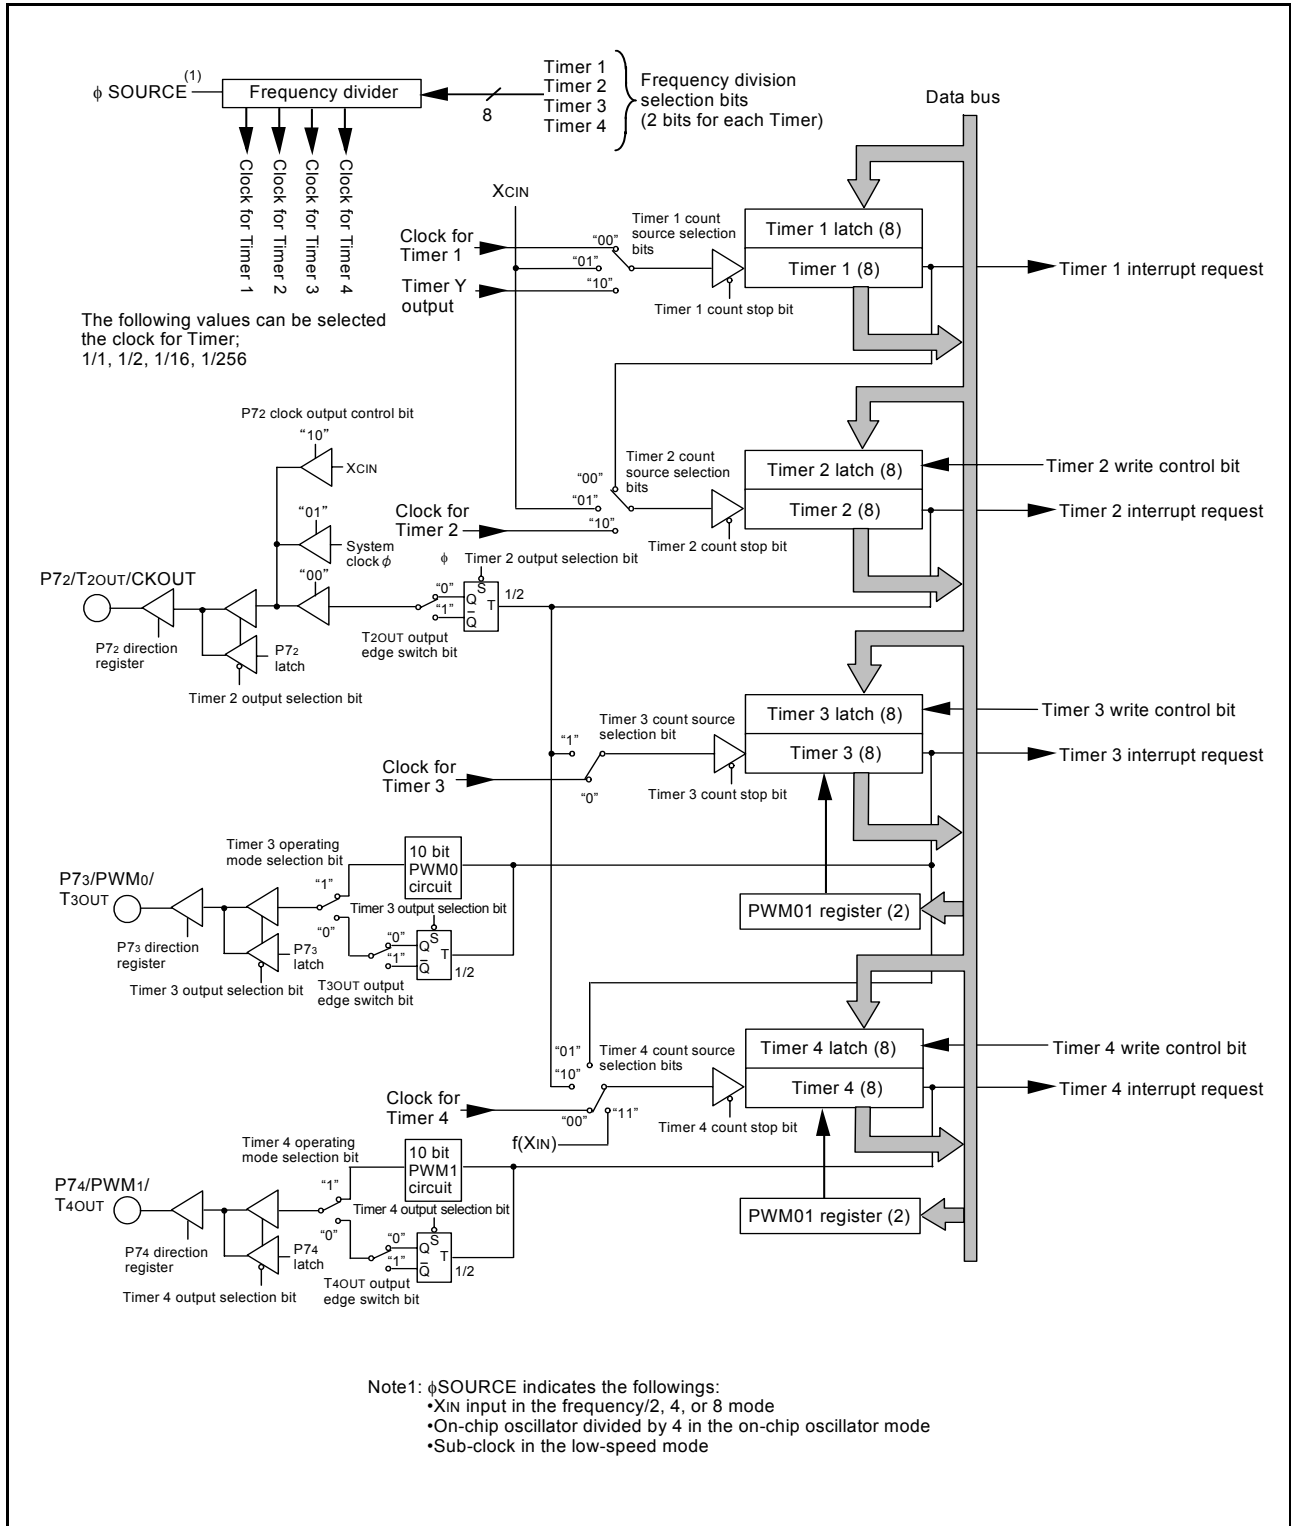 φ SOURCE (1)
Frequency divider
8
Timer 1
Timer 2
Timer 3
Timer 4
Frequency division
selection bits
(2 bits for each Timer)
Data bus
Clock for Timer 1
Clock for Timer 2
Clock for Timer 3
Clock for Timer 4
The following values can be selected
the clock for Timer;
1/1, 1/2, 1/16, 1/256
XCIN
Clock for
Timer 1
Timer Y
output
"00"
"01"
"10"
Timer 1 count
source selection
bits
Timer 1 count stop bit
Timer 1 latch (8)
Timer 1 (8)
Timer 1 interrupt request
P72 clock output control bit
"10"
XCIN
"01"
System
clock φ
"00"
P72/T2OUT/CKOUT
P72 direction
register
P72
latch
Timer 2 output selection bit
φ
Timer 2 output selection bit
"0"
"1"
S
Q
T
Q̅
1/2
T2OUT output
edge switch bit
Clock for
Timer 2
"00"
"01"
"10"
Timer 2 count
source selection
bits
Timer 2 count stop bit
Timer 2 latch (8)
Timer 2 (8)
Timer 2 write control bit
Timer 2 interrupt request
Clock for
Timer 3
"1"
"0"
Timer 3 count source
selection bit
Timer 3 count stop bit
Timer 3 latch (8)
Timer 3 (8)
Timer 3 write control bit
Timer 3 interrupt request
PWM01 register (2)
Timer 3 operating
mode selection bit
10 bit
PWM0
circuit
P73/PWM0/
T3OUT
"1"
"0"
Timer 3 output selection bit
"0"
"1"
S
Q
T
Q̅
1/2
P73 direction
register
P73
latch
Timer 3 output selection bit
T3OUT output
edge switch bit
"01"
"10"
"00"
"11"
Timer 4 count source
selection bits
Clock for
Timer 4
f(XIN)
Timer 4 count stop bit
Timer 4 latch (8)
Timer 4 (8)
Timer 4 write control bit
Timer 4 interrupt request
PWM01 register (2)
Timer 4 operating
mode selection bit
10 bit
PWM1
circuit
P74/PWM1/
T4OUT
"1"
"0"
Timer 4 output selection bit
"0"
"1"
S
Q
T
Q̅
1/2
P74 direction
register
P74
latch
Timer 4 output selection bit
T4OUT output
edge switch bit
Note1: φSOURCE indicates the followings:
•XIN input in the frequency/2, 4, or 8 mode
•On-chip oscillator divided by 4 in the on-chip oscillator mode
•Sub-clock in the low-speed mode